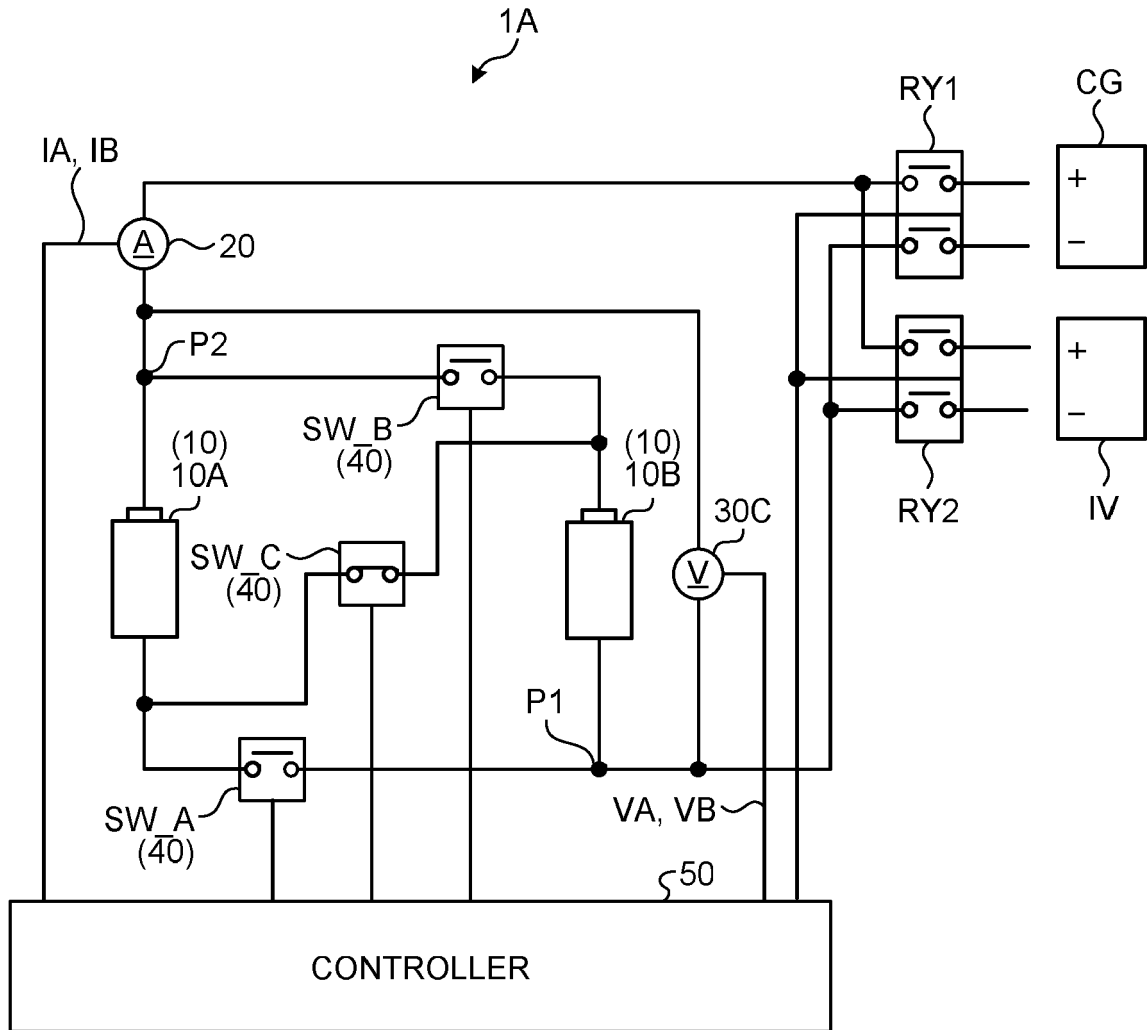 1A
RY1
CG
IA, IB
+
A
20
−
P2
+
SW_B
(40)
(10)
10A
(10)
10B
−
30C
RY2
IV
SW_C
(40)
V
P1
SW_A
(40)
VA, VB
50
CONTROLLER